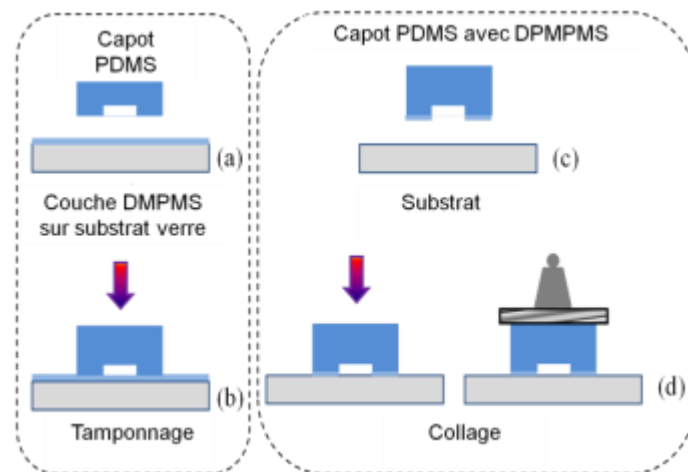 Capot
PDMS
(a)
Couche DMPMS
sur substrat verre
(b)
Tamponnage
Capot PDMS avec DPMPMS
(c)
Substrat
(d)
Collage